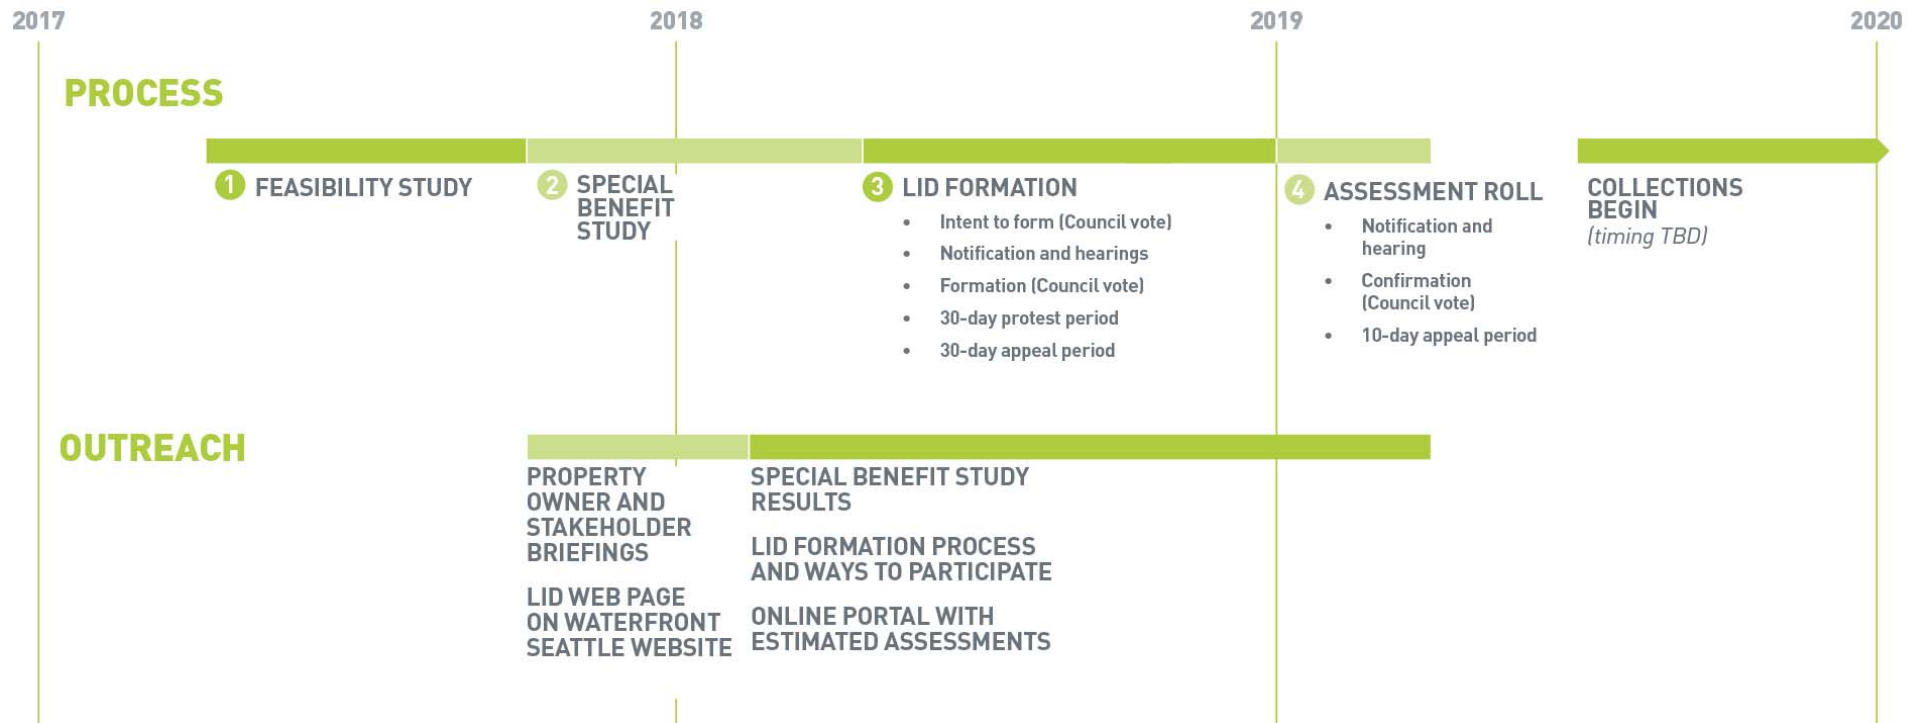 2017
2018
2019
2020
PROCESS
1 FEASIBILITY STUDY
2 SPECIAL
BENEFIT
STUDY
3 LID FORMATION
• Intent to form (Council vote)
• Notification and hearings
• Formation (Council vote)
• 30-day protest period
• 30-day appeal period
4 ASSESSMENT ROLL
• Notification and
hearing
• Confirmation
(Council vote)
• 10-day appeal period
COLLECTIONS
BEGIN
(timing TBD)
OUTREACH
PROPERTY
OWNER AND
STAKEHOLDER
BRIEFINGS
LID WEB PAGE
ON WATERFRONT
SEATTLE WEBSITE
SPECIAL BENEFIT STUDY
RESULTS
LID FORMATION PROCESS
AND WAYS TO PARTICIPATE
ONLINE PORTAL WITH
ESTIMATED ASSESSMENTS